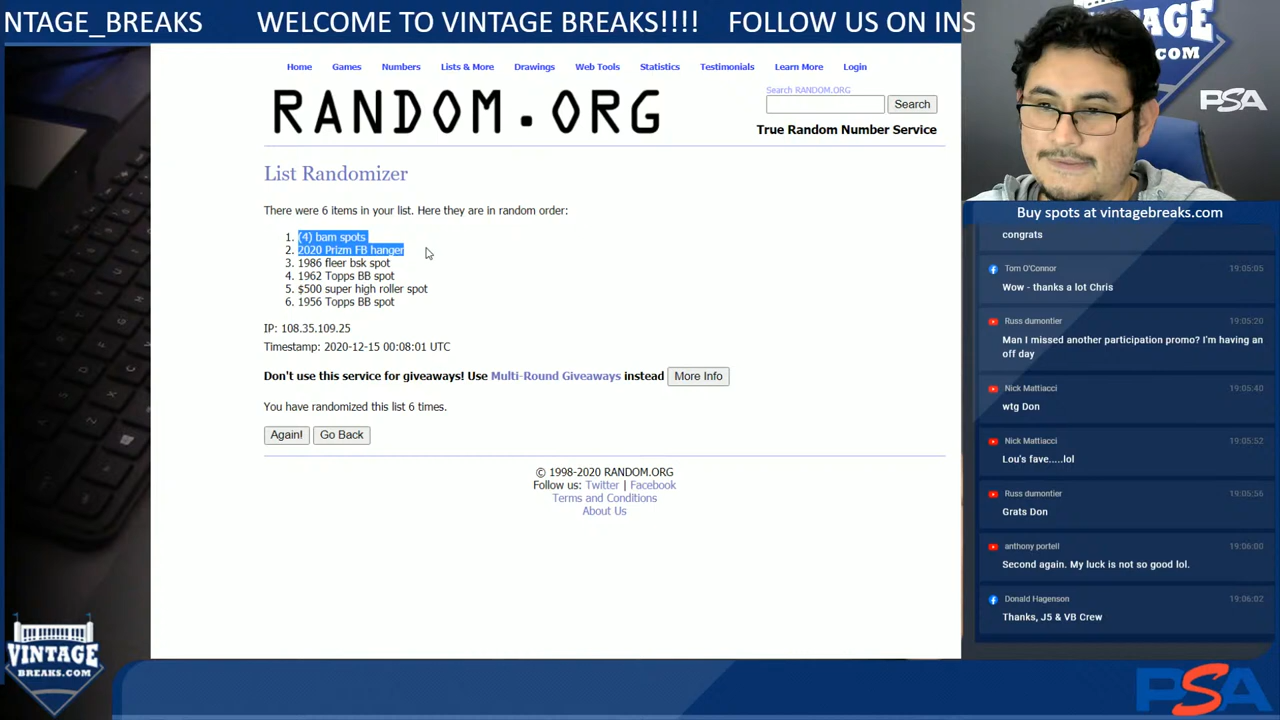 NTAGE_BREAKS WELCOME TO VINTAGE BREAKS!!!! FOLLOW US ON INS
Home Games Numbers Lists & More Drawings Web Tools Statistics Testimonials Learn More Login
Search RANDOM.ORG
RANDOM.ORG
Search
True Random Number Service
List Randomizer
There were 6 items in your list. Here they are in random order:
1. (4) bam spots
2. 2020 Prizm FB hanger
3. 1986 fleer bsk spot
4. 1962 Topps BB spot
5. $500 super high roller spot
6. 1956 Topps BB spot
IP: 108.35.109.25
Timestamp: 2020-12-15 00:08:01 UTC
Don't use this service for giveaways! Use Multi-Round Giveaways instead More Info
You have randomized this list 6 times.
Again! Go Back
© 1998-2020 RANDOM.ORG
Follow us: Twitter | Facebook
Terms and Conditions
About Us
VINTAGE
.COM
PSA
Buy spots at vintagebreaks.com
congrats
Tom O'Connor 19:05:05
Wow - thanks a lot Chris
Russ dumontier 19:05:20
Man I missed another participation promo? I'm having an
off day
Nick Mattiacci 19:05:40
wtg Don
Nick Mattiacci 19:05:52
Lou's fave.....lol
Russ dumontier 19:05:56
Grats Don
anthony portell 19:06:00
Second again. My luck is not so good lol.
Donald Hagenson 19:06:02
Thanks, J5 & VB Crew
VINTAGE
BREAKS.COM
PSA